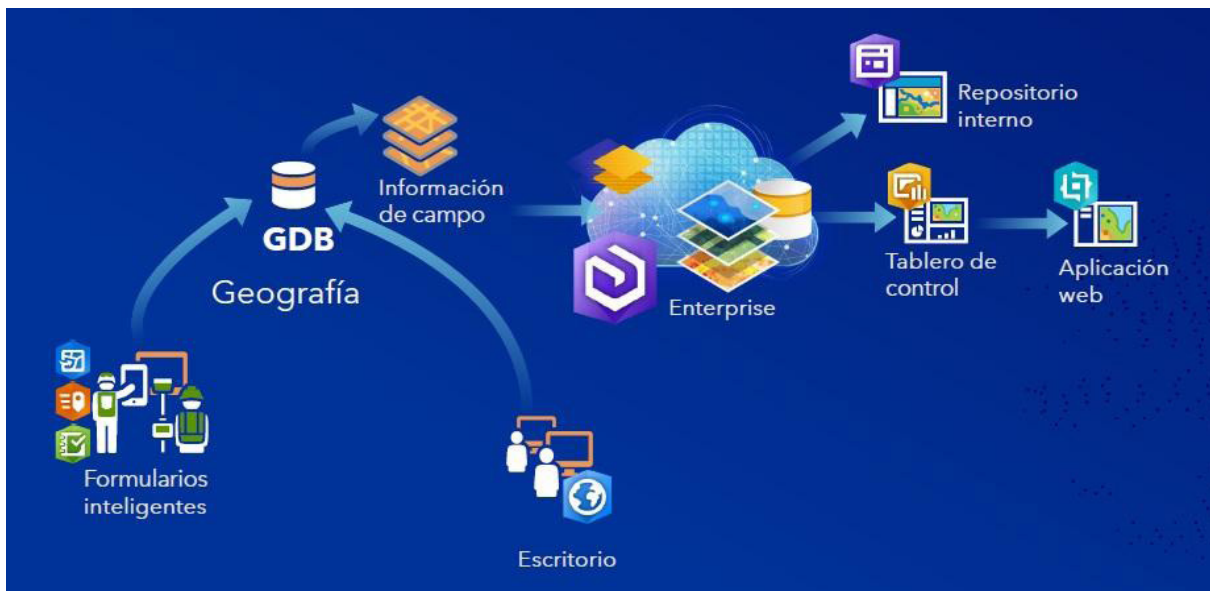 Repositorio
interno
Información
de campo
GDB
Geografía
Enterprise
Tablero de
control
Aplicación
web
Formularios
inteligentes
Escritorio